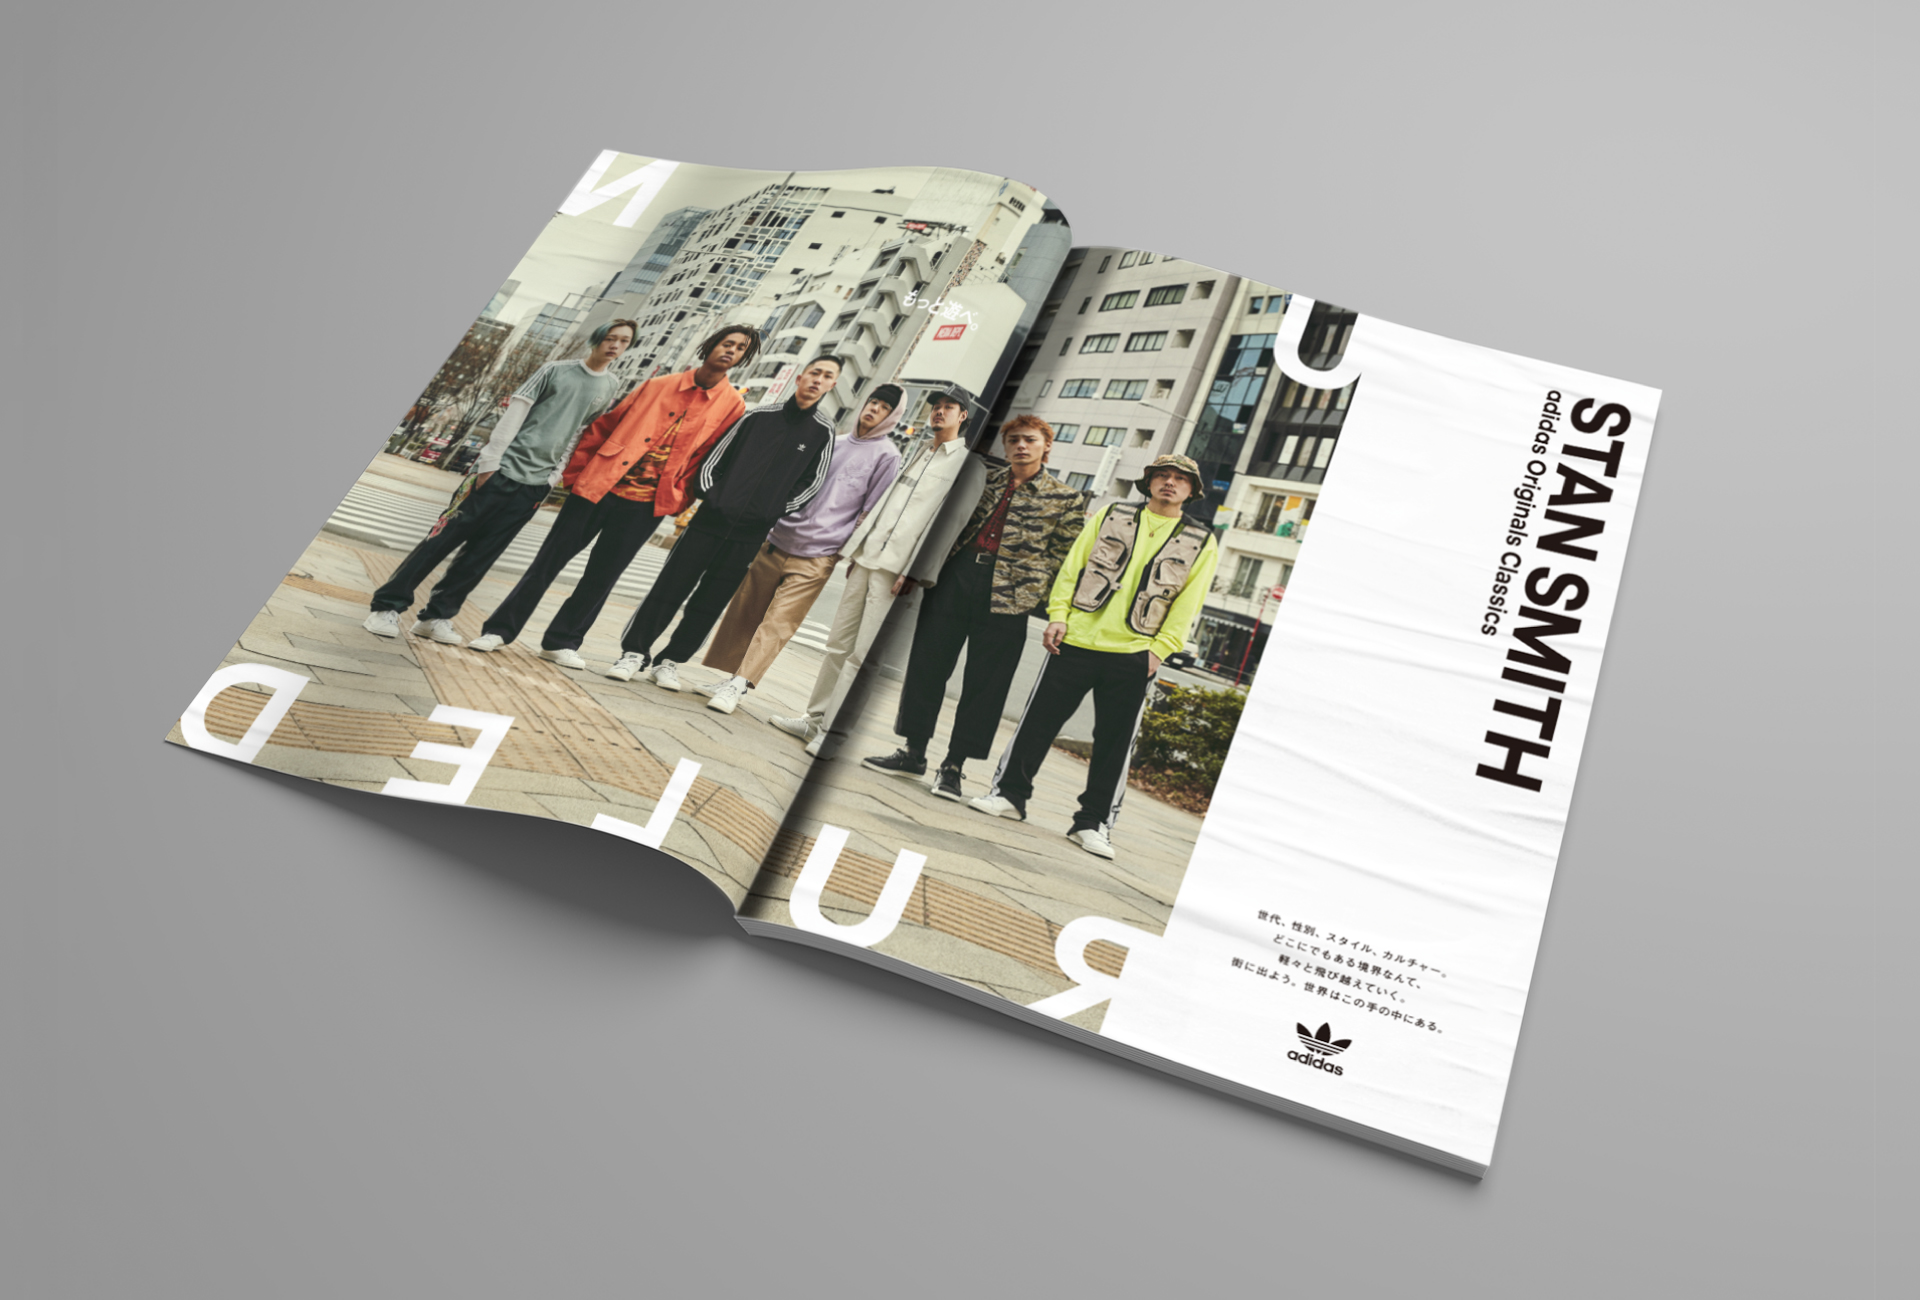 N U
もっと遊べ。
STAN SMITH
adidas Originals Classics
D E L U R
世代、性別、スタイル、カルチャー。
どこにでもある境界なんて、
軽々と飛び越えていく。
街に出よう。世界はこの手の中にある。
adidas